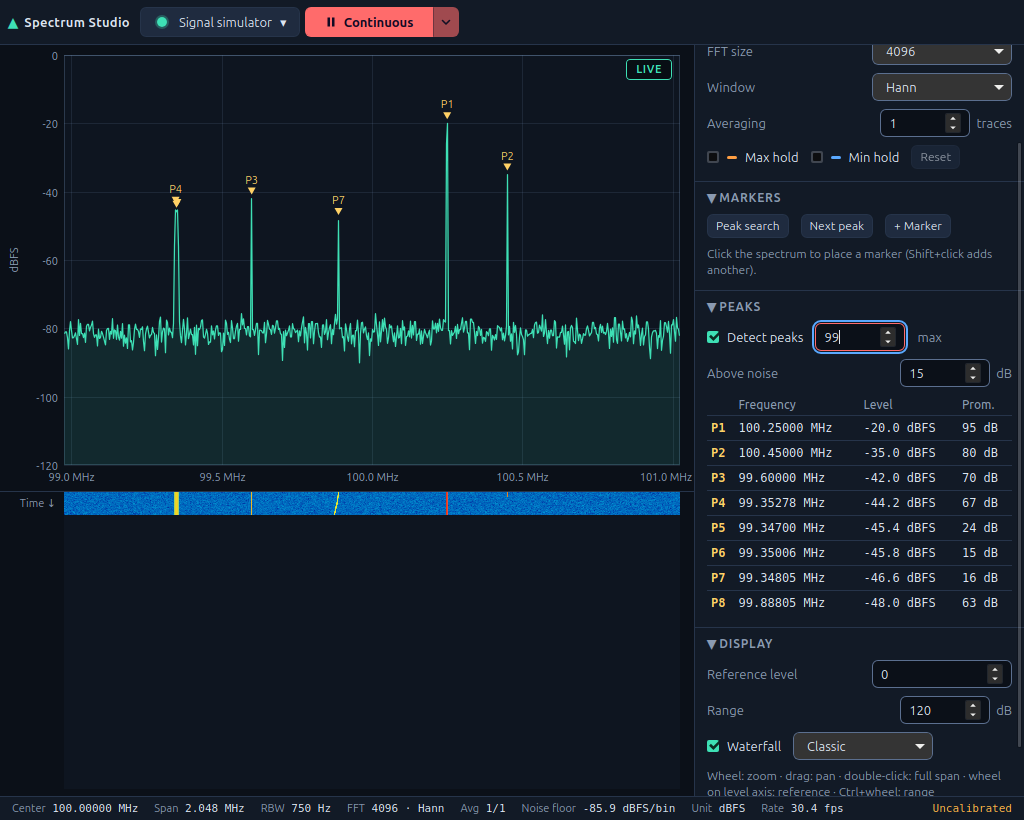 Spectrum Studio
Signal simulator
Continuous
0
-20
-40
-60
-80
-100
-120
dBFS
LIVE
P1
P2
P3
P4
P7
99.0 MHz 99.5 MHz 100.0 MHz 100.5 MHz 101.0 MHz
Time ↓
FFT size 4096
Window Hann
Averaging 1 traces
Max hold Min hold Reset
▼ MARKERS
Peak search Next peak + Marker
Click the spectrum to place a marker (Shift+click adds
another).
▼ PEAKS
Detect peaks 99 max
Above noise 15 dB
Frequency Level Prom.
P1 100.25000 MHz -20.0 dBFS 95 dB
P2 100.45000 MHz -35.0 dBFS 80 dB
P3 99.60000 MHz -42.0 dBFS 70 dB
P4 99.35278 MHz -44.2 dBFS 67 dB
P5 99.34700 MHz -45.4 dBFS 24 dB
P6 99.35006 MHz -45.8 dBFS 15 dB
P7 99.34805 MHz -46.6 dBFS 16 dB
P8 99.88805 MHz -48.0 dBFS 63 dB
▼ DISPLAY
Reference level 0
Range 120 dB
Waterfall Classic
Wheel: zoom · drag: pan · double-click: full span · wheel
on level axis: reference · Ctrl+wheel: range
Center 100.00000 MHz Span 2.048 MHz RBW 750 Hz FFT 4096 · Hann Avg 1/1 Noise floor -85.9 dBFS/bin Unit dBFS Rate 30.4 fps Uncalibrated